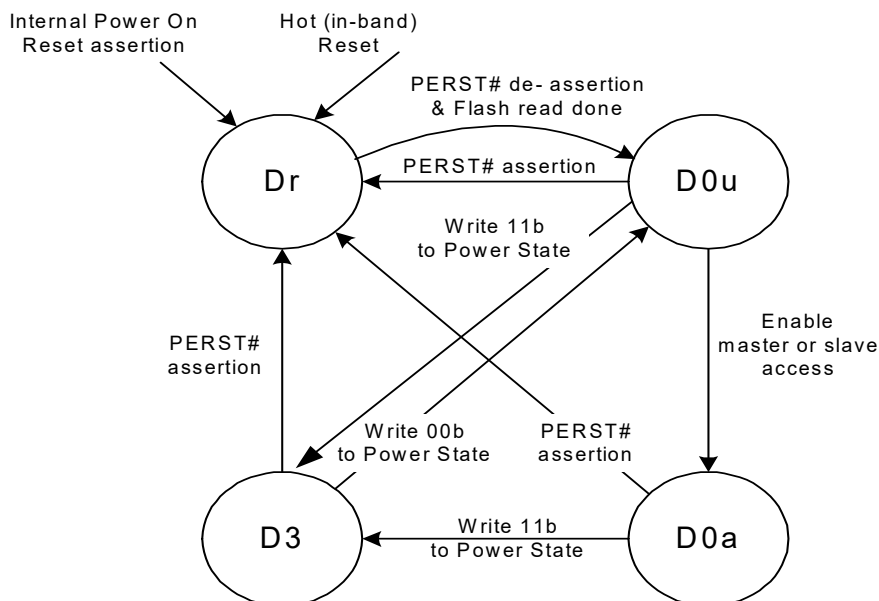 Internal Power On
Reset assertion
Hot (in-band)
Reset
PERST# de- assertion
& Flash read done
Dr
PERST# assertion
D0u
Write 11b
to Power State
PERST#
assertion
Enable
master or slave
access
Write 00b
to Power State
PERST#
assertion
D3
Write 11b
to Power State
D0a